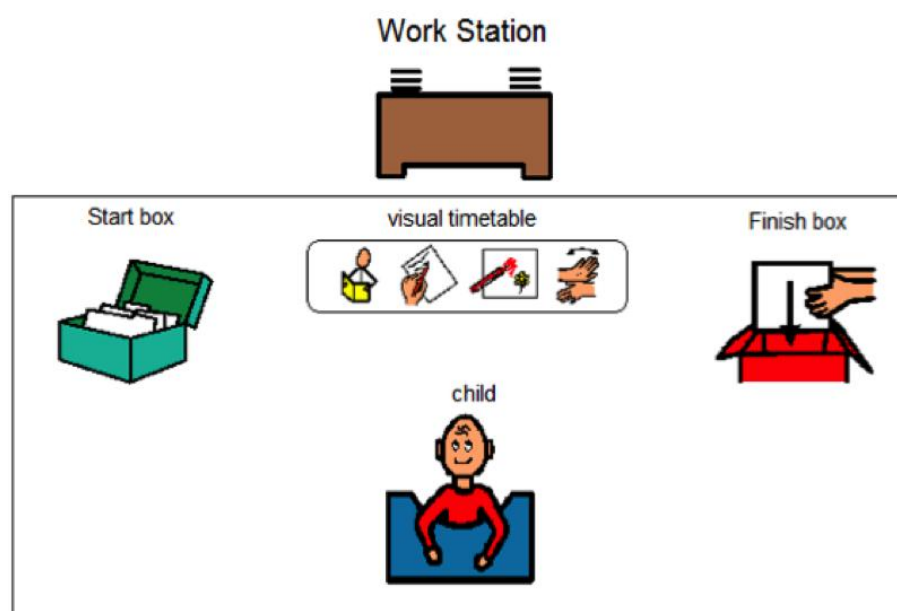 Work Station
Start box
visual timetable
Finish box
child